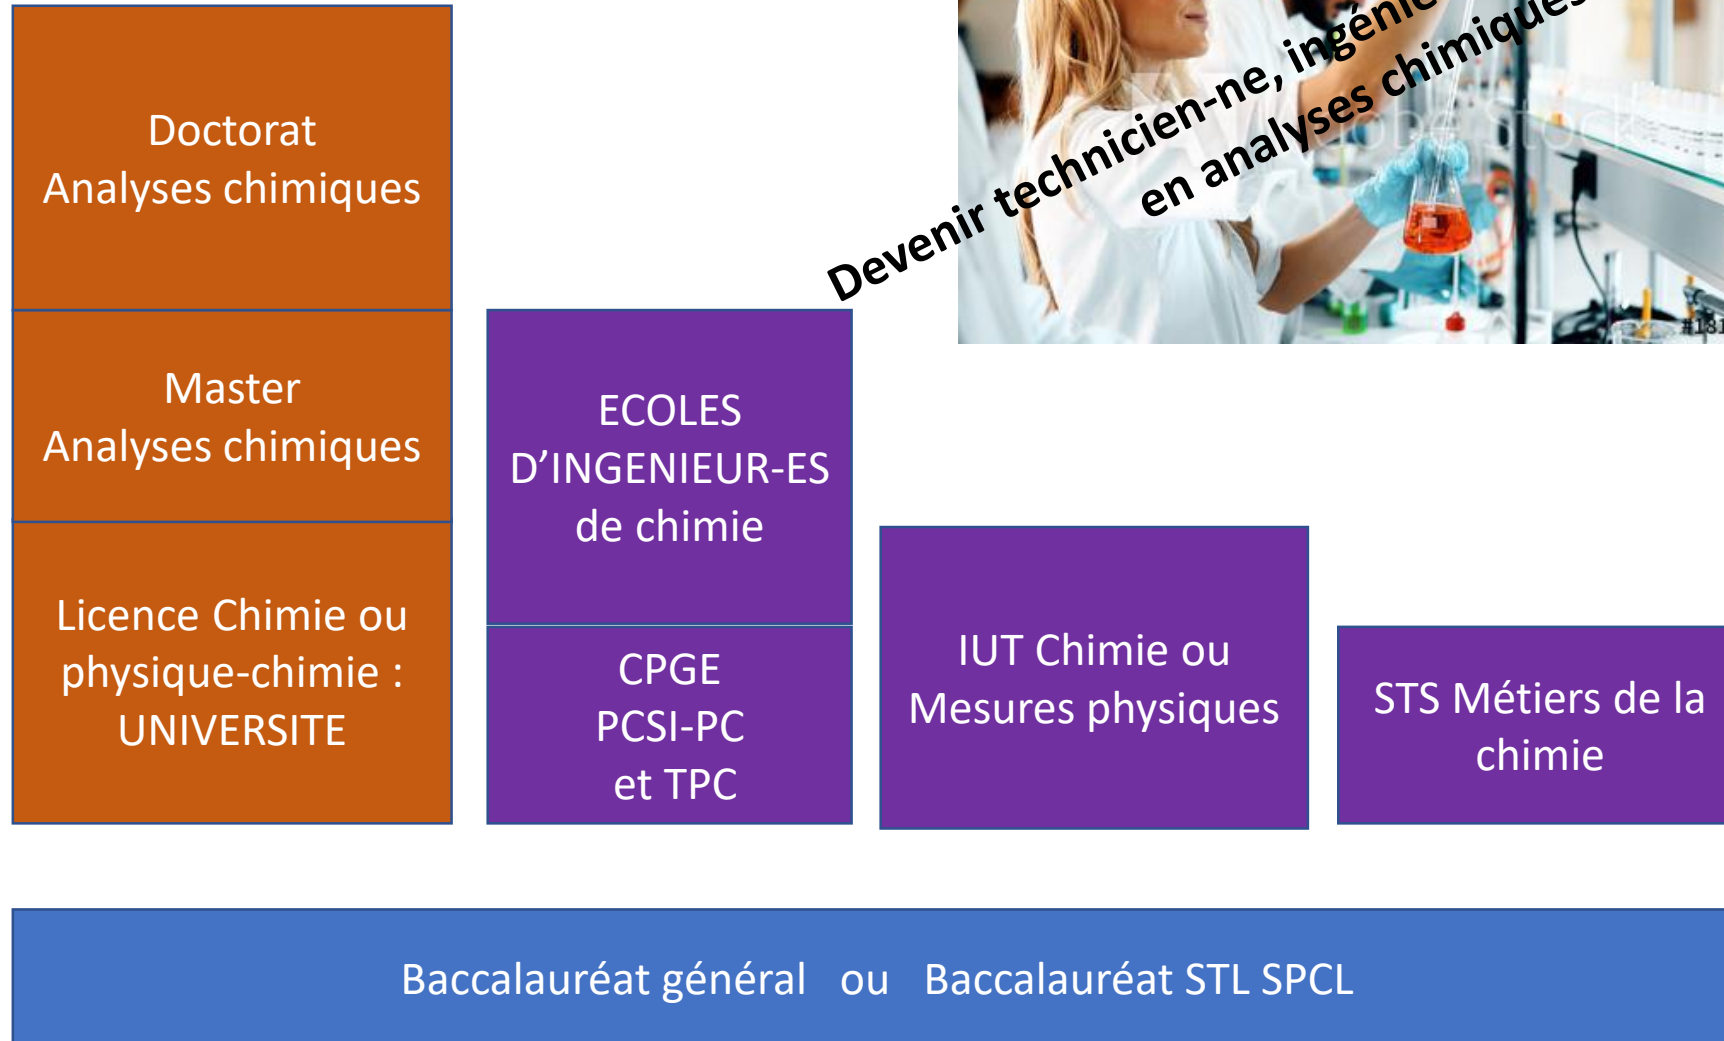 Doctorat
Analyses chimiques
Master
Analyses chimiques
Licence Chimie ou
physique-chimie :
UNIVERSITE
ECOLES
D’INGENIEUR-ES
de chimie
CPGE
PCSI-PC
et TPC
Devenir technicien-ne,
en analyses chimiques
IUT Chimie ou
Mesures physiques
STS Métiers de la
chimie
Baccalauréat général ou Baccalauréat STL SPCL